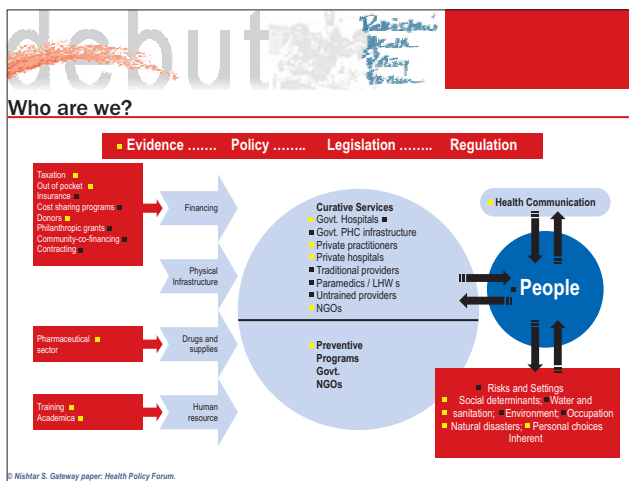 debut
Pakistan's
Health
Policy
Forum
Who are we?
Evidence ....... Policy ........ Legislation ........ Regulation
Taxation
Out of pocket
Insurance
Cost sharing programs
Donors
Philanthropic grants
Community-co-financing
Contracting
Financing
Physical
Infrastructure
Pharmaceutical
sector
Drugs and
supplies
Training
Academica
Human
resource
Curative Services
Govt. Hospitals
Govt. PHC infrastructure
Private practitioners
Private hospitals
Traditional providers
Paramedics / LHW s
Untrained providers
NGOs
Preventive
Programs
Govt.
NGOs
Health Communication
People
Risks and Settings
Social determinants; Water and
sanitation; Environment; Occupation
Natural disasters; Personal choices
Inherent
© Nishtar S. Gateway paper: Health Policy Forum.